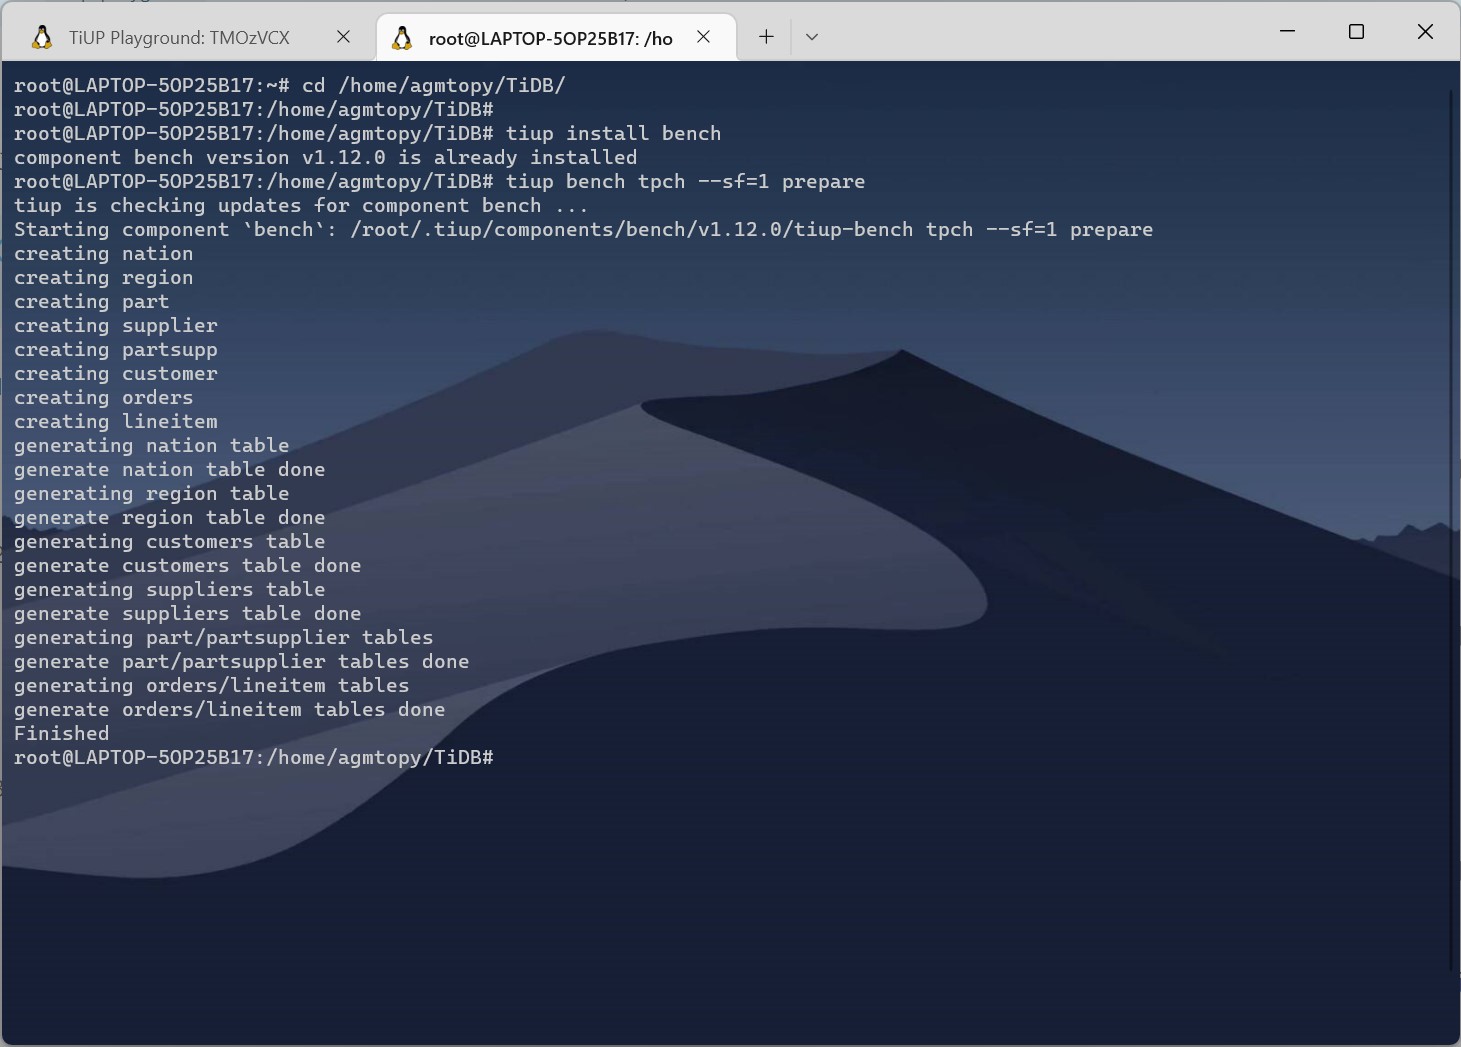 TiUP Playground: TMOzVCX
root@LAPTOP-5OP25B17: /ho
root@LAPTOP-5OP25B17:~# cd /home/agmtopy/TiDB/
root@LAPTOP-5OP25B17:/home/agmtopy/TiDB#
root@LAPTOP-5OP25B17:/home/agmtopy/TiDB# tiup install bench
component bench version v1.12.0 is already installed
root@LAPTOP-5OP25B17:/home/agmtopy/TiDB# tiup bench tpch --sf=1 prepare
tiup is checking updates for component bench ...
Starting component `bench`: /root/.tiup/components/bench/v1.12.0/tiup-bench tpch --sf=1 prepare
creating nation
creating region
creating part
creating supplier
creating partsupp
creating customer
creating orders
creating lineitem
generating nation table
generate nation table done
generating region table
generate region table done
generating customers table
generate customers table done
generating suppliers table
generate suppliers table done
generating part/partsupplier tables
generate part/partsupplier tables done
generating orders/lineitem tables
generate orders/lineitem tables done
Finished
root@LAPTOP-5OP25B17:/home/agmtopy/TiDB#